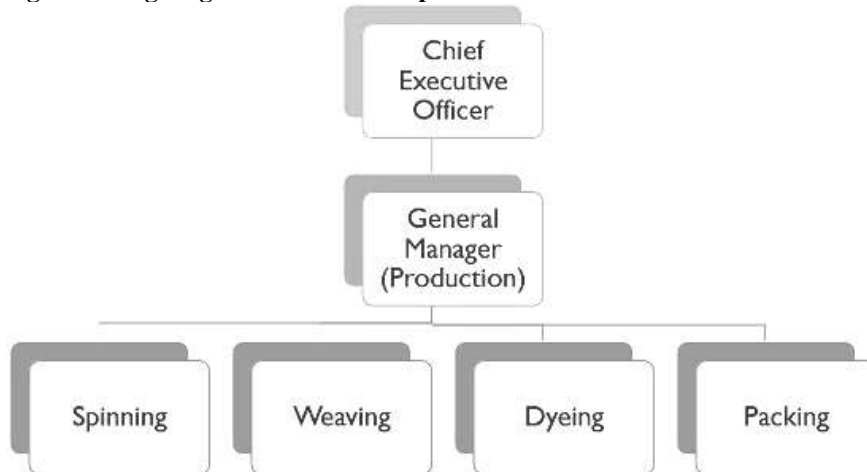 Chief
Executive
Officer
General
Manager
(Production)
Spinning
Weaving
Dyeing
Packing